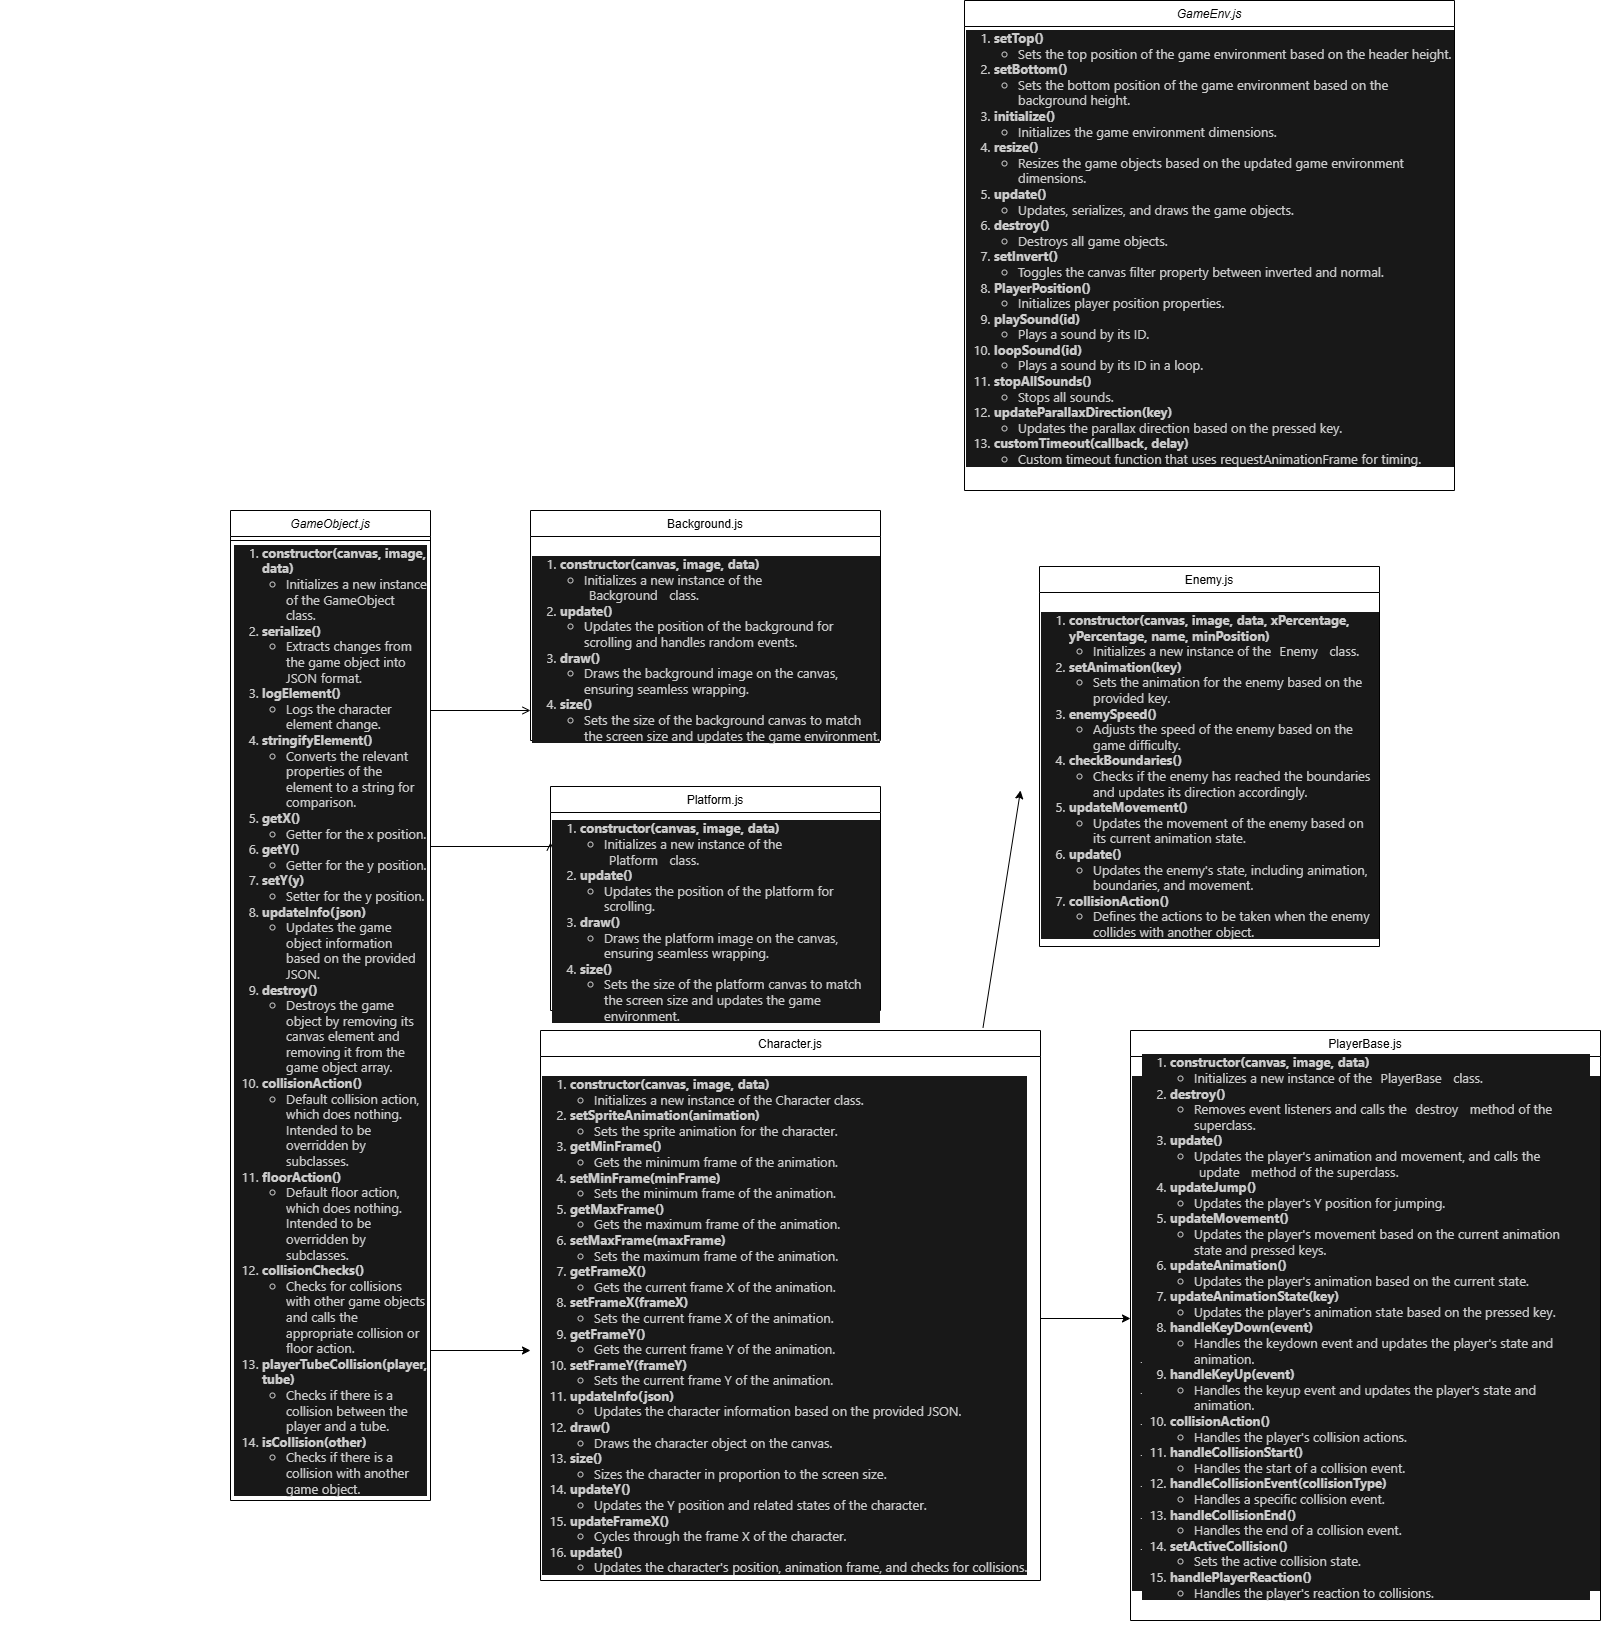 GameEnv.js
1. setTop()
○ Sets the top position of the game environment based on the header height.
2. setBottom()
○ Sets the bottom position of the game environment based on the
background height.
3. initialize()
○ Initializes the game environment dimensions.
4. resize()
○ Resizes the game objects based on the updated game environment
dimensions.
5. update()
○ Updates, serializes, and draws the game objects.
6. destroy()
○ Destroys all game objects.
7. setInvert()
○ Toggles the canvas filter property between inverted and normal.
8. PlayerPosition()
○ Initializes player position properties.
9. playSound(id)
○ Plays a sound by its ID.
10. loopSound(id)
○ Plays a sound by its ID in a loop.
11. stopAllSounds()
○ Stops all sounds.
12. updateParallaxDirection(key)
○ Updates the parallax direction based on the pressed key.
13. customTimeout(callback, delay)
○ Custom timeout function that uses requestAnimationFrame for timing.
GameObject.js
1. constructor(canvas, image,
data)
○ Initializes a new instance
of the GameObject
class.
2. serialize()
○ Extracts changes from
the game object into
JSON format.
3. logElement()
○ Logs the character
element change.
4. stringifyElement()
○ Converts the relevant
properties of the
element to a string for
comparison.
5. getX()
○ Getter for the x position.
6. getY()
○ Getter for the y position.
7. setY(y)
○ Setter for the y position.
8. updateInfo(json)
○ Updates the game
object information
based on the provided
JSON.
9. destroy()
○ Destroys the game
object by removing its
canvas element and
removing it from the
game object array.
10. collisionAction()
○ Default collision action,
which does nothing.
Intended to be
overridden by
subclasses.
11. floorAction()
○ Default floor action,
which does nothing.
Intended to be
overridden by
subclasses.
12. collisionChecks()
○ Checks for collisions
with other game objects
and calls the
appropriate collision or
floor action.
13. playerTubeCollision(player,
tube)
○ Checks if there is a
collision between the
player and a tube.
14. isCollision(other)
○ Checks if there is a
collision with another
game object.
Background.js
1. constructor(canvas, image, data)
○ Initializes a new instance of the
Background class.
2. update()
○ Updates the position of the background for
scrolling and handles random events.
3. draw()
○ Draws the background image on the canvas,
ensuring seamless wrapping.
4. size()
○ Sets the size of the background canvas to match
the screen size and updates the game environment.
Platform.js
1. constructor(canvas, image, data)
○ Initializes a new instance of the
Platform class.
2. update()
○ Updates the position of the platform for
scrolling.
3. draw()
○ Draws the platform image on the canvas,
ensuring seamless wrapping.
4. size()
○ Sets the size of the platform canvas to match
the screen size and updates the game
environment.
Enemy.js
1. constructor(canvas, image, data, xPercentage,
yPercentage, name, minPosition)
○ Initializes a new instance of the Enemy class.
2. setAnimation(key)
○ Sets the animation for the enemy based on the
provided key.
3. enemySpeed()
○ Adjusts the speed of the enemy based on the
game difficulty.
4. checkBoundaries()
○ Checks if the enemy has reached the boundaries
and updates its direction accordingly.
5. updateMovement()
○ Updates the movement of the enemy based on
its current animation state.
6. update()
○ Updates the enemy's state, including animation,
boundaries, and movement.
7. collisionAction()
○ Defines the actions to be taken when the enemy
collides with another object.
Character.js
1. constructor(canvas, image, data)
○ Initializes a new instance of the Character class.
2. setSpriteAnimation(animation)
○ Sets the sprite animation for the character.
3. getMinFrame()
○ Gets the minimum frame of the animation.
4. setMinFrame(minFrame)
○ Sets the minimum frame of the animation.
5. getMaxFrame()
○ Gets the maximum frame of the animation.
6. setMaxFrame(maxFrame)
○ Sets the maximum frame of the animation.
7. getFrameX()
○ Gets the current frame X of the animation.
8. setFrameX(frameX)
○ Sets the current frame X of the animation.
9. getFrameY()
○ Gets the current frame Y of the animation.
10. setFrameY(frameY)
○ Sets the current frame Y of the animation.
11. updateInfo(json)
○ Updates the character information based on the provided JSON.
12. draw()
○ Draws the character object on the canvas.
13. size()
○ Sizes the character in proportion to the screen size.
14. updateY()
○ Updates the Y position and related states of the character.
15. updateFrameX()
○ Cycles through the frame X of the character.
16. update()
○ Updates the character's position, animation frame, and checks for collisions.
PlayerBase.js
1. constructor(canvas, image, data)
○ Initializes a new instance of the PlayerBase class.
2. destroy()
○ Removes event listeners and calls the destroy method of the
superclass.
3. update()
○ Updates the player's animation and movement, and calls the
update method of the superclass.
4. updateJump()
○ Updates the player's Y position for jumping.
5. updateMovement()
○ Updates the player's movement based on the current animation
state and pressed keys.
6. updateAnimation()
○ Updates the player's animation based on the current state.
7. updateAnimationState(key)
○ Updates the player's animation state based on the pressed key.
8. handleKeyDown(event)
○ Handles the keydown event and updates the player's state and
animation.
9. handleKeyUp(event)
○ Handles the keyup event and updates the player's state and
animation.
10. collisionAction()
○ Handles the player's collision actions.
11. handleCollisionStart()
○ Handles the start of a collision event.
12. handleCollisionEvent(collisionType)
○ Handles a specific collision event.
13. handleCollisionEnd()
○ Handles the end of a collision event.
14. setActiveCollision()
○ Sets the active collision state.
15. handlePlayerReaction()
○ Handles the player's reaction to collisions.